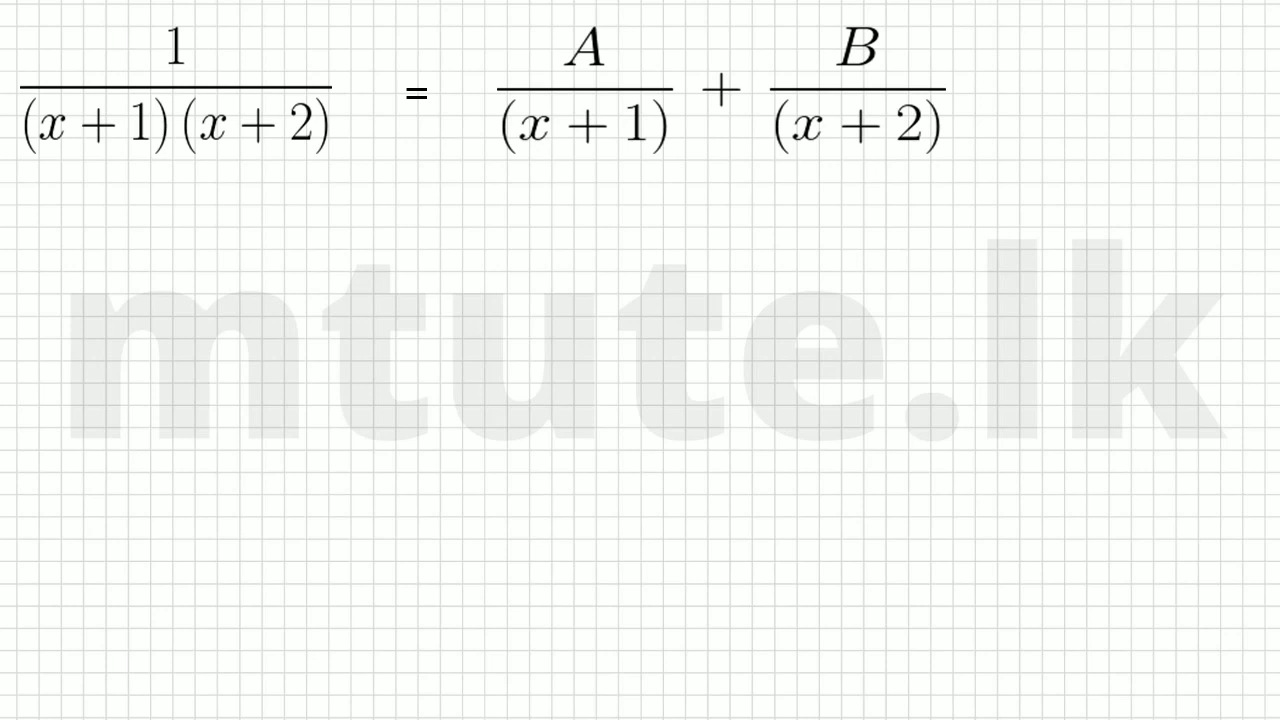 1/((x + 1)(x + 2)) = A/(x + 1) + B/(x + 2)
mtute.lk